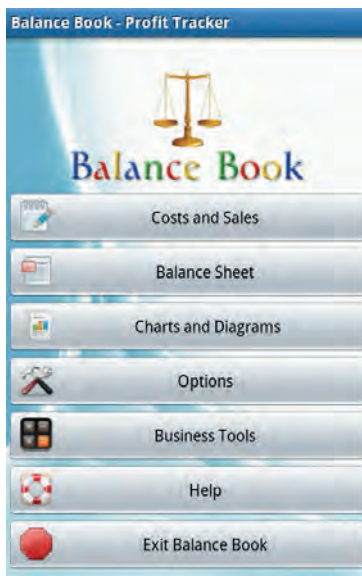 Balance Book - Profit Tracker
Balance Book
Costs and Sales
Balance Sheet
Charts and Diagrams
Options
Business Tools
Help
Exit Balance Book